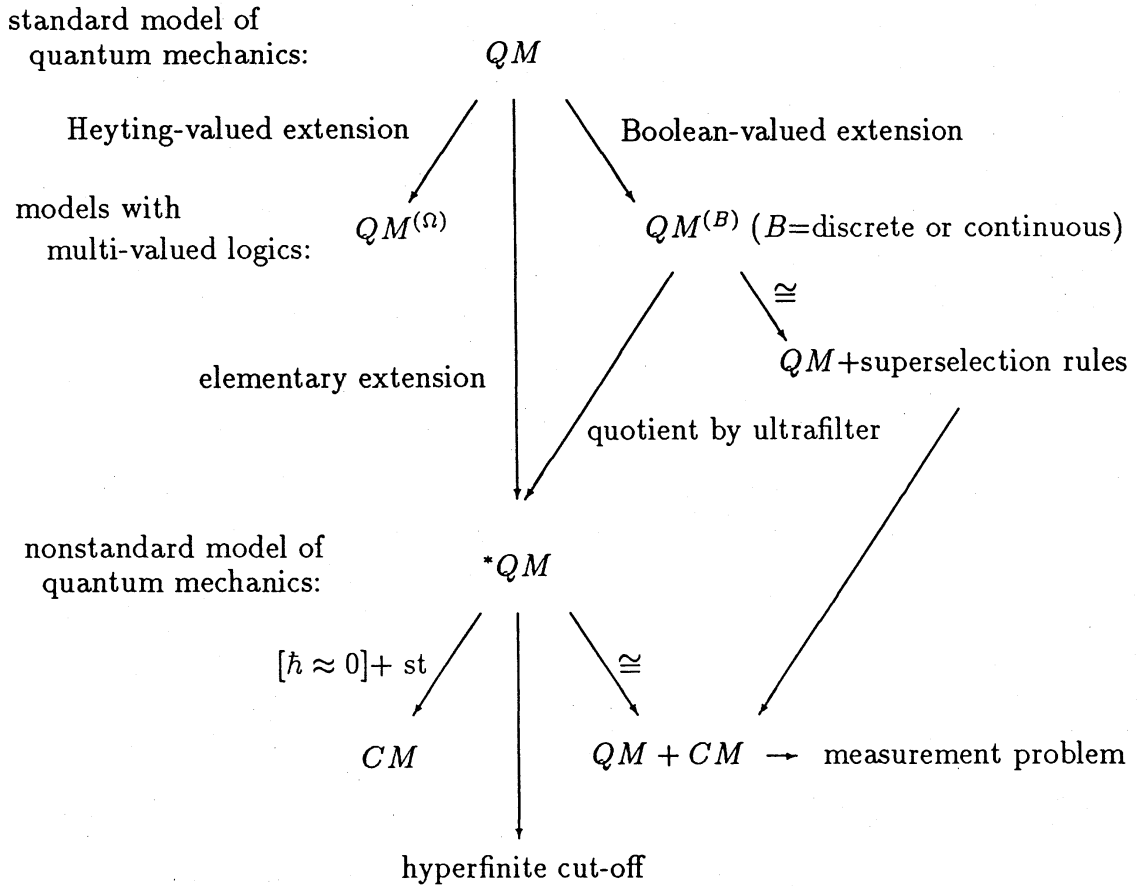 standard model of
quantum mechanics:
QM
Heyting-valued extension
Boolean-valued extension
models with
multi-valued logics:
QM^(Ω)
QM^(B) (B=discrete or continuous)
≅
QM+superselection rules
elementary extension
quotient by ultrafilter
nonstandard model of
quantum mechanics:
*QM
[ħ ≈ 0]+ st
≅
CM
QM + CM → measurement problem
hyperfinite cut-off